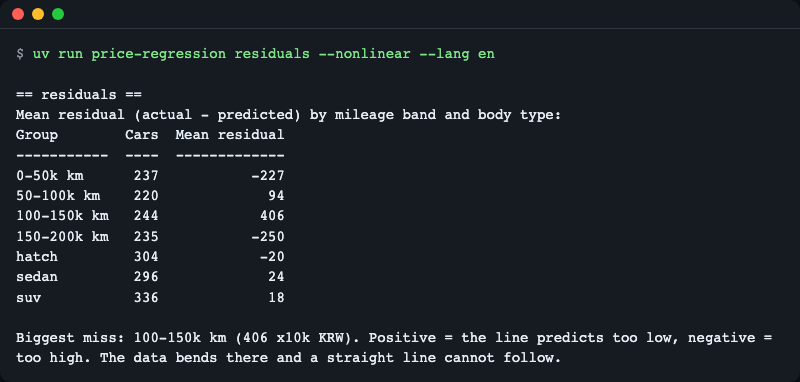 $ uv run price-regression residuals --nonlinear --lang en
== residuals ==
Mean residual (actual - predicted) by mileage band and body type:
Group        Cars  Mean residual
-----------  ----  -------------
0-50k km      237           -227
50-100k km    220             94
100-150k km   244            406
150-200k km   235           -250
hatch         304            -20
sedan         296             24
suv           336             18
Biggest miss: 100-150k km (406 x10k KRW). Positive = the line predicts too low, negative =
too high. The data bends there and a straight line cannot follow.